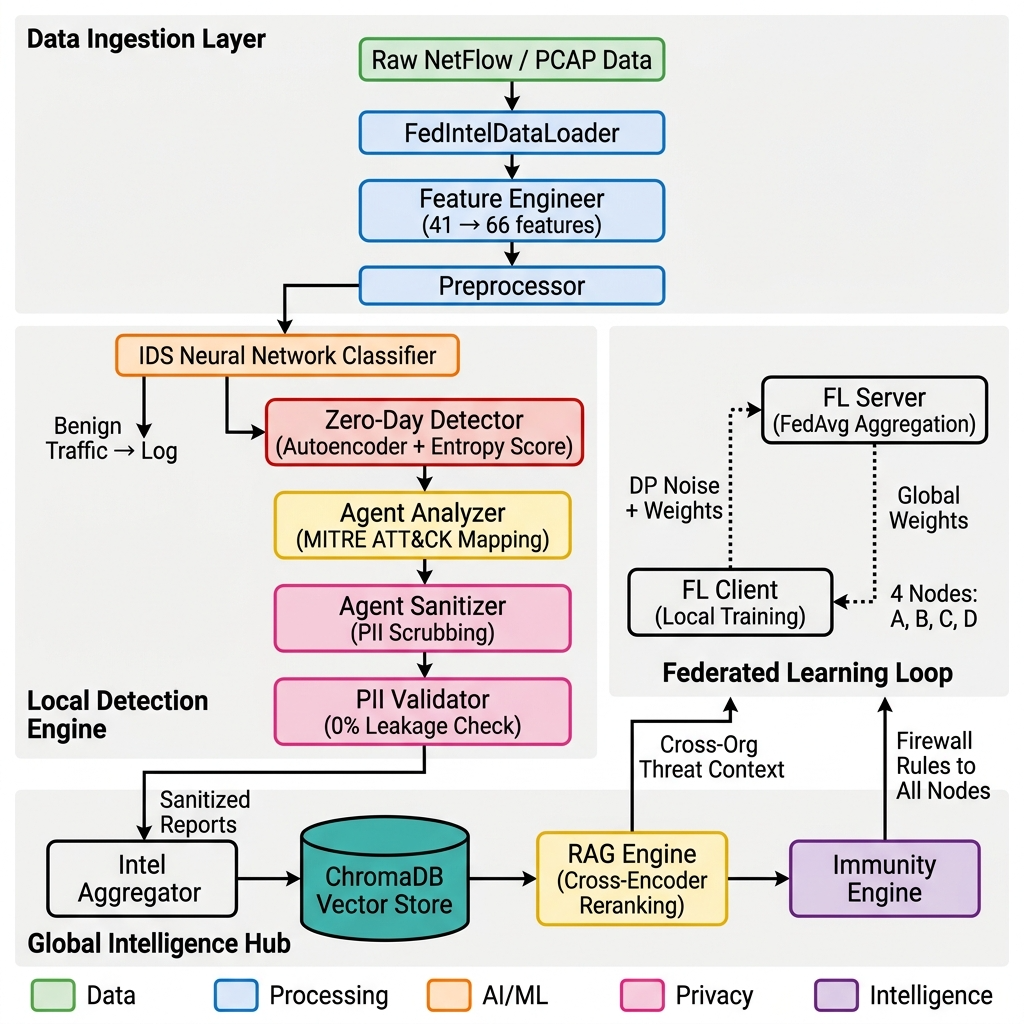 Data Ingestion Layer
Raw NetFlow / PCAP Data
FedIntelDataLoader
Feature Engineer
(41 → 66 features)
Preprocessor
IDS Neural Network Classifier
Benign
Traffic → Log
Zero-Day Detector
(Autoencoder + Entropy Score)
Agent Analyzer
(MITRE ATT&CK Mapping)
Agent Sanitizer
(PII Scrubbing)
PII Validator
(0% Leakage Check)
Local Detection
Engine
FL Server
(FedAvg Aggregation)
DP Noise
+ Weights
Global
Weights
FL Client
(Local Training)
4 Nodes:
A, B, C, D
Federated Learning Loop
Cross-Org
Threat Context
Firewall
Rules to
All Nodes
Sanitized
Reports
Intel
Aggregator
ChromaDB
Vector Store
RAG Engine
(Cross-Encoder
Reranking)
Immunity
Engine
Global Intelligence Hub
Data
Processing
AI/ML
Privacy
Intelligence